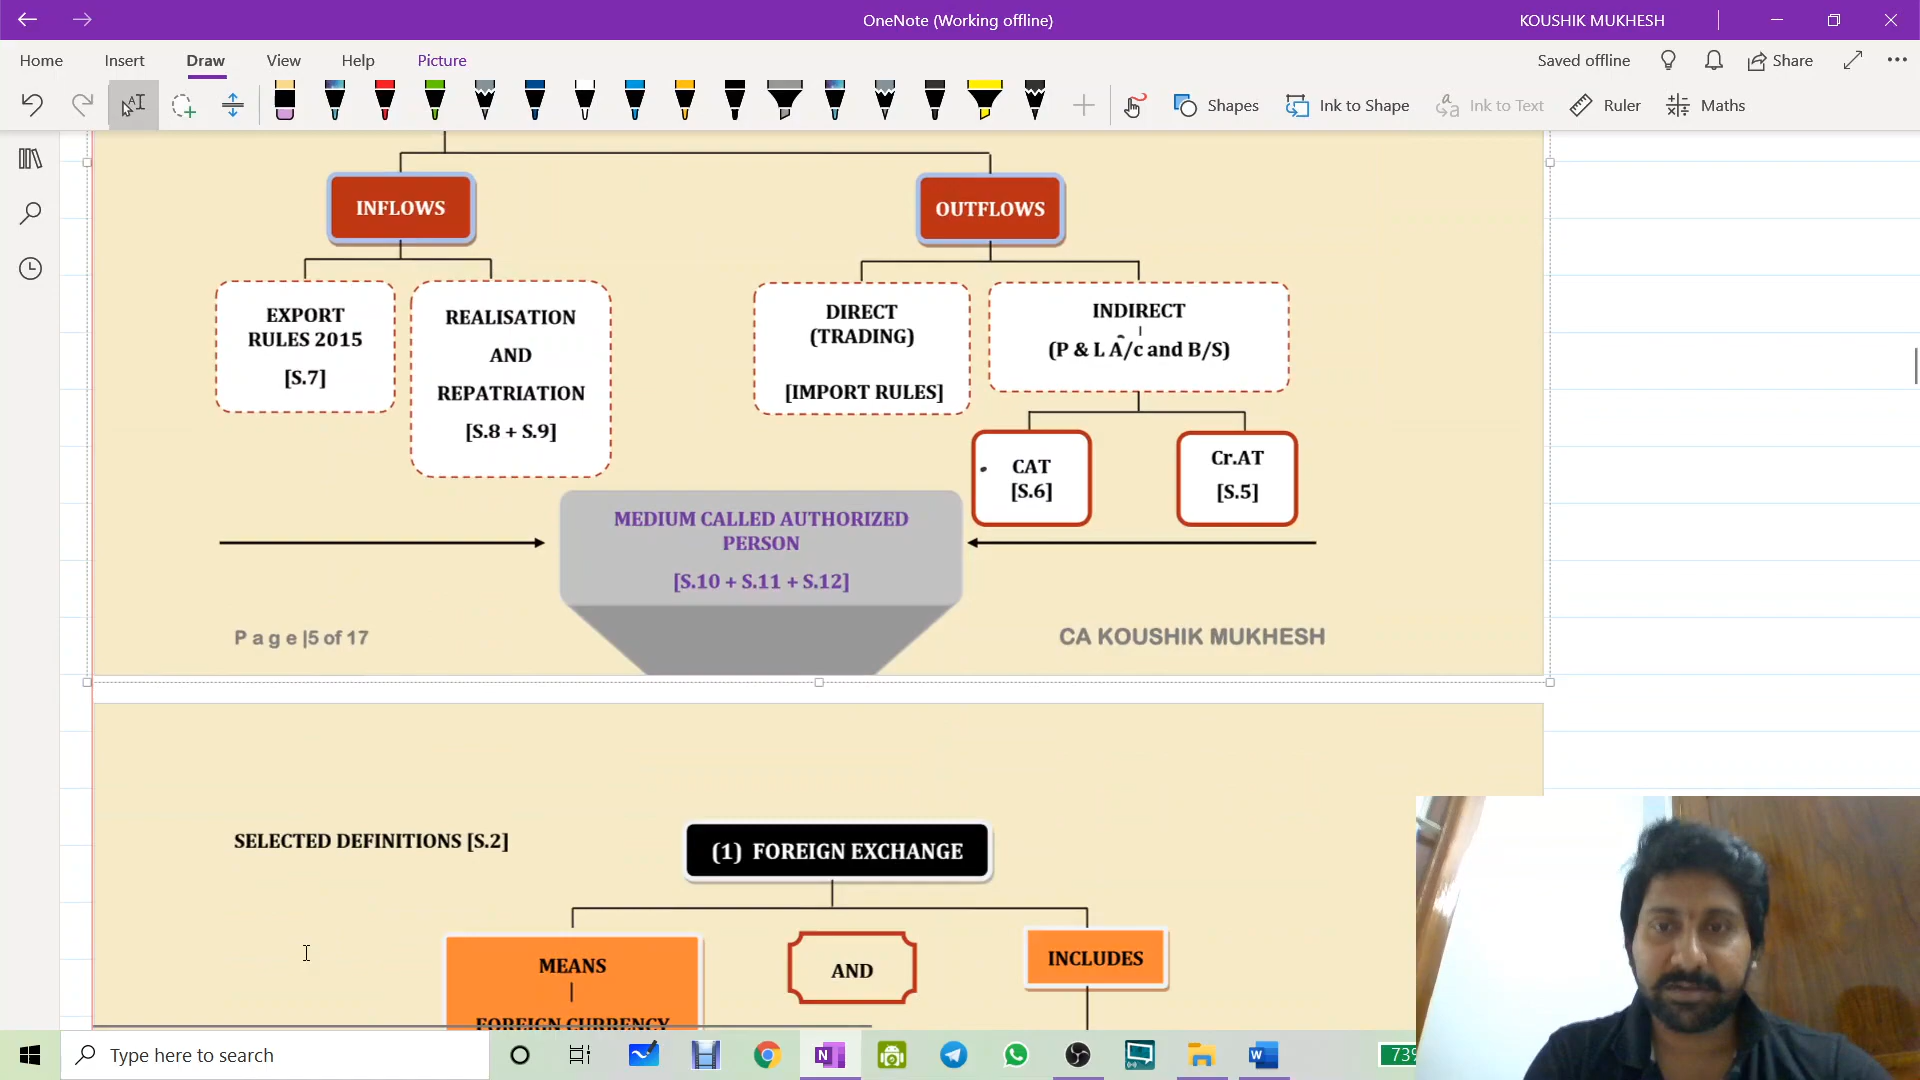 OneNote (Working offline)
KOUSHIK MUKHESH
Home
Insert
Draw
View
Help
Picture
Saved offline
Share
Shapes
Ink to Shape
Ink to Text
Ruler
Maths
INFLOWS
OUTFLOWS
EXPORT
RULES 2015
[S.7]
REALISATION
AND
REPATRIATION
[S.8 + S.9]
DIRECT
(TRADING)
[IMPORT RULES]
INDIRECT
(P & L A/c and B/S)
CAT
[S.6]
Cr.AT
[S.5]
MEDIUM CALLED AUTHORIZED
PERSON
[S.10 + S.11 + S.12]
P a g e |5 of 17
CA KOUSHIK MUKHESH
SELECTED DEFINITIONS [S.2]
(1) FOREIGN EXCHANGE
MEANS
AND
INCLUDES
FOREIGN CURRENCY
Type here to search
73%